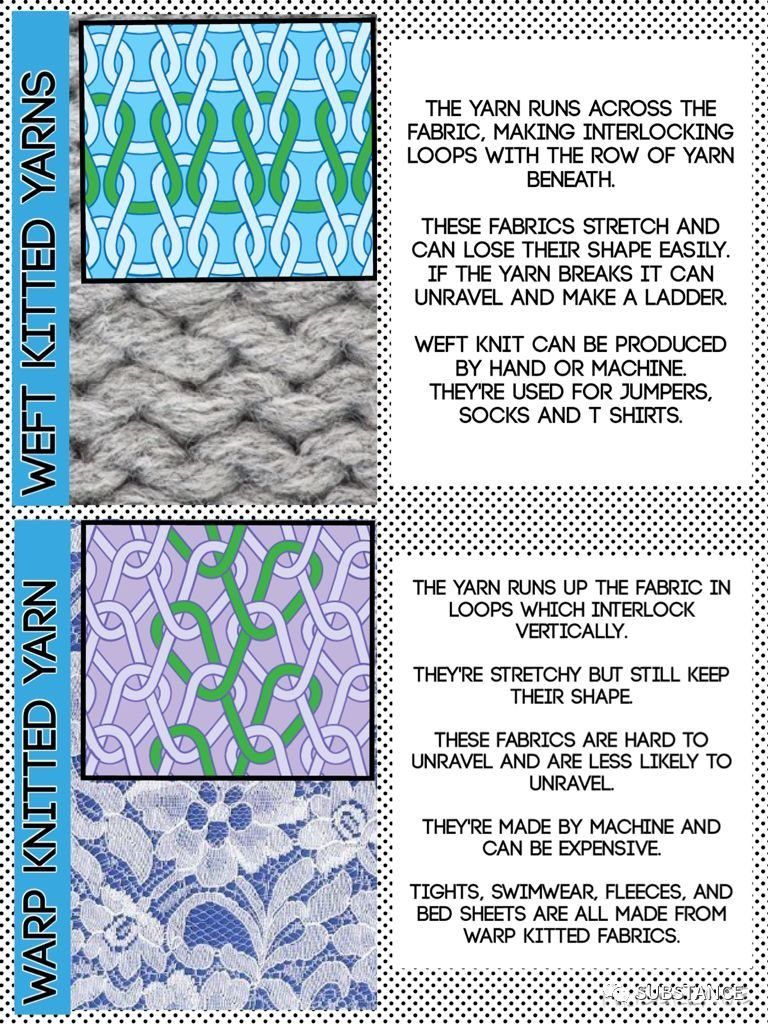 WEFT KITTED YARNS
THE YARN RUNS ACROSS THE
FABRIC, MAKING INTERLOCKING
LOOPS WITH THE ROW OF YARN
BENEATH.
THESE FABRICS STRETCH AND
CAN LOSE THEIR SHAPE EASILY.
IF THE YARN BREAKS IT CAN
UNRAVEL AND MAKE A LADDER.
WEFT KNIT CAN BE PRODUCED
BY HAND OR MACHINE.
THEY'RE USED FOR JUMPERS,
SOCKS AND T SHIRTS.
WARP KNITTED YARN
THE YARN RUNS UP THE FABRIC IN
LOOPS WHICH INTERLOCK
VERTICALLY.
THEY'RE STRETCHY BUT STILL KEEP
THEIR SHAPE.
THESE FABRICS ARE HARD TO
UNRAVEL AND ARE LESS LIKELY TO
UNRAVEL.
THEY'RE MADE BY MACHINE AND
CAN BE EXPENSIVE.
TIGHTS, SWIMWEAR, FLEECES, AND
BED SHEETS ARE ALL MADE FROM
WARP KITTED FABRICS.
SUBSTANCE